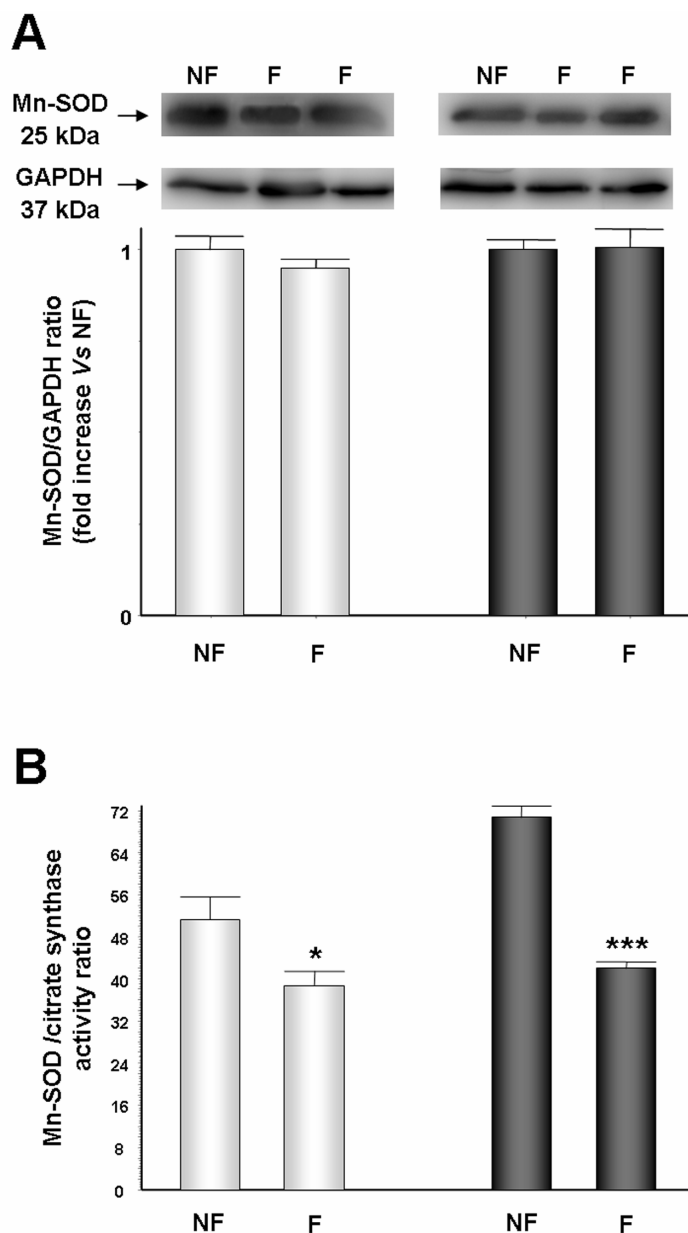 A
NF F F NF F F
Mn-SOD
25 kDa
GAPDH
37 kDa
1
0
Mn-SOD/GAPDH ratio
(fold increase Vs NF)
NF F NF F
B
72
64
56
48
40
32
24
16
8
0
Mn-SOD /citrate synthase
activity ratio
*
***
NF F NF F